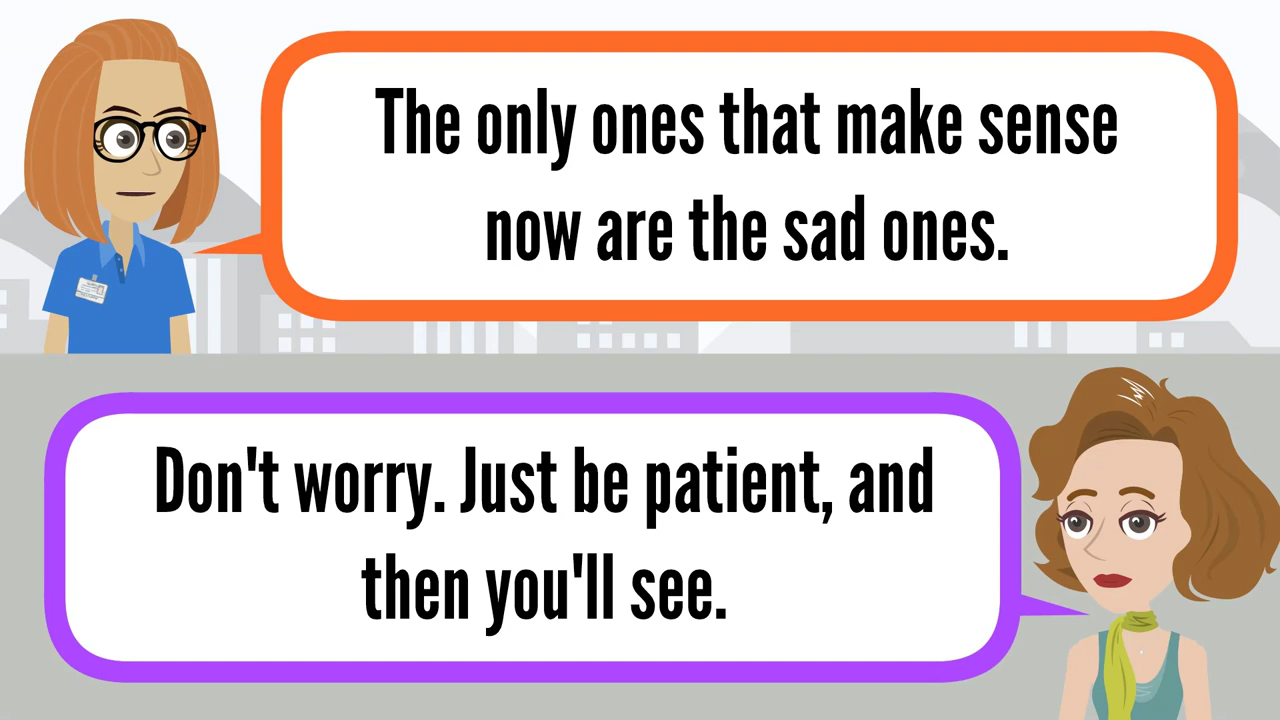 The only ones that make sense
now are the sad ones.
Don't worry. Just be patient, and
then you'll see.